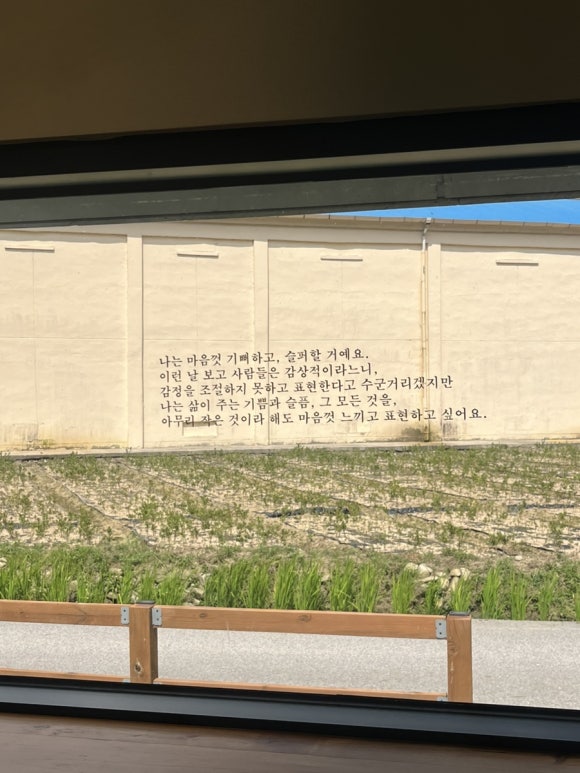 나는 마음껏 기뻐하고, 슬퍼할 거예요.
이런 날 보고 사람들은 감상적이라느니,
감정을 조절하지 못하고 표현한다고 수군거리겠지만
나는 삶이 주는 기쁨과 슬픔, 그 모든 것을,
아무리 작은 것이라 해도 마음껏 느끼고 표현하고 싶어요.